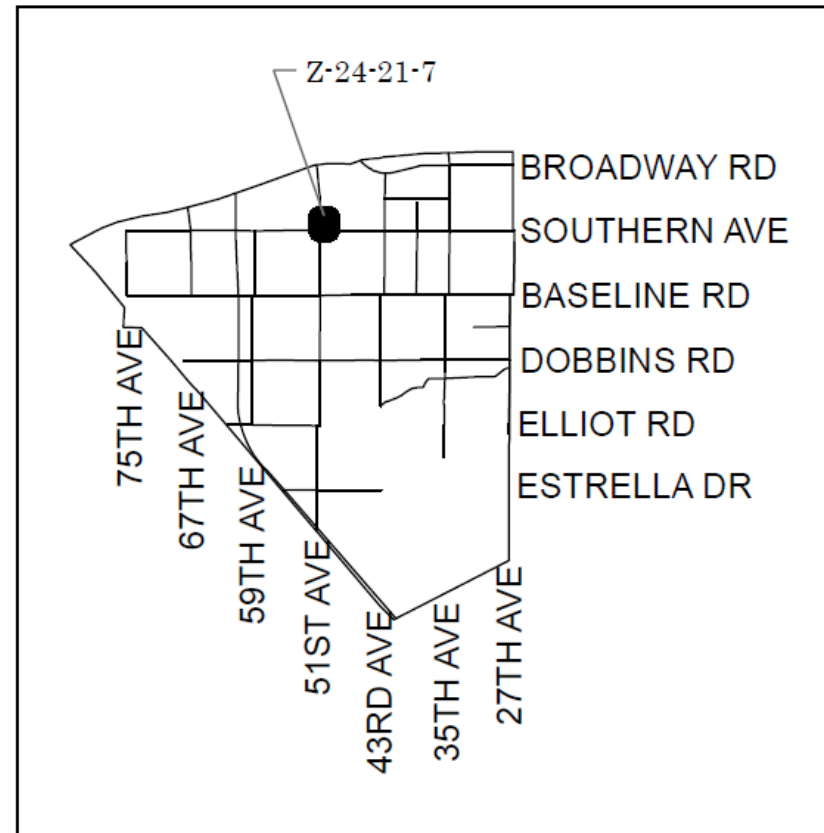 Z-24-21-7
BROADWAY RD
SOUTHERN AVE
BASELINE RD
DOBBINS RD
ELLIOT RD
ESTRELLA DR
75TH AVE
67TH AVE
59TH AVE
51ST AVE
43RD AVE
35TH AVE
27TH AVE